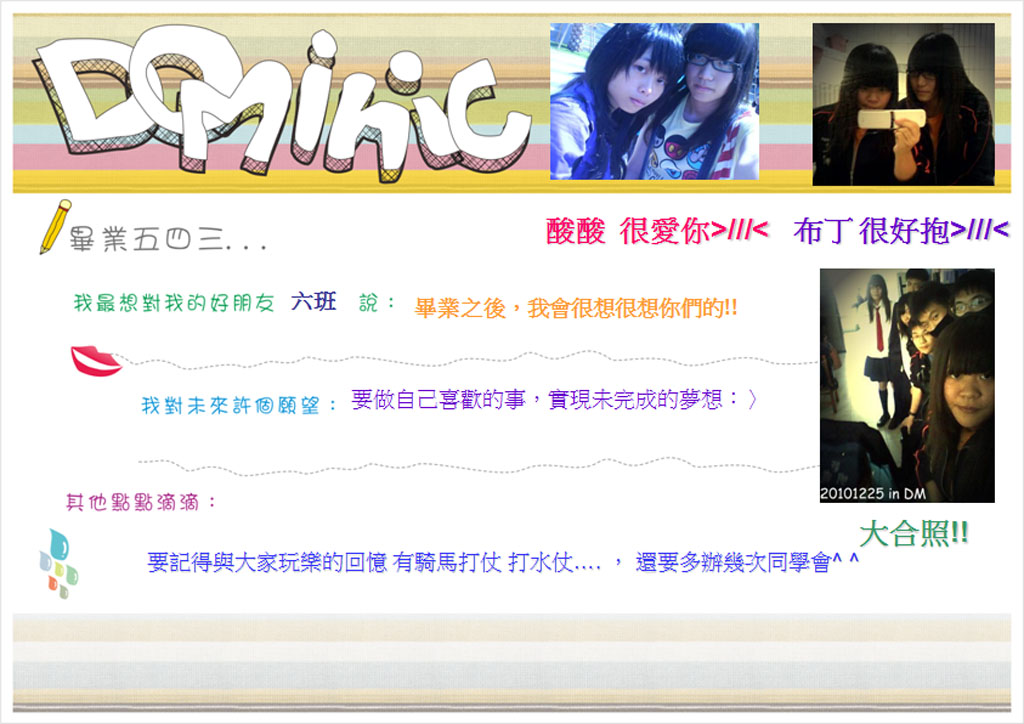 DOMiNiC
酸酸 很愛你>///<
布丁 很好抱>///<
畢業五四三...
我最想對我的好朋友 六班 說：
畢業之後，我會很想很想你們的!!
我對未來許個願望：
要做自己喜歡的事，實現未完成的夢想：〉
20101225 in DM
大合照!!
其他點點滴滴：
要記得與大家玩樂的回憶 有騎馬打仗 打水仗.... ， 還要多辦幾次同學會^ ^